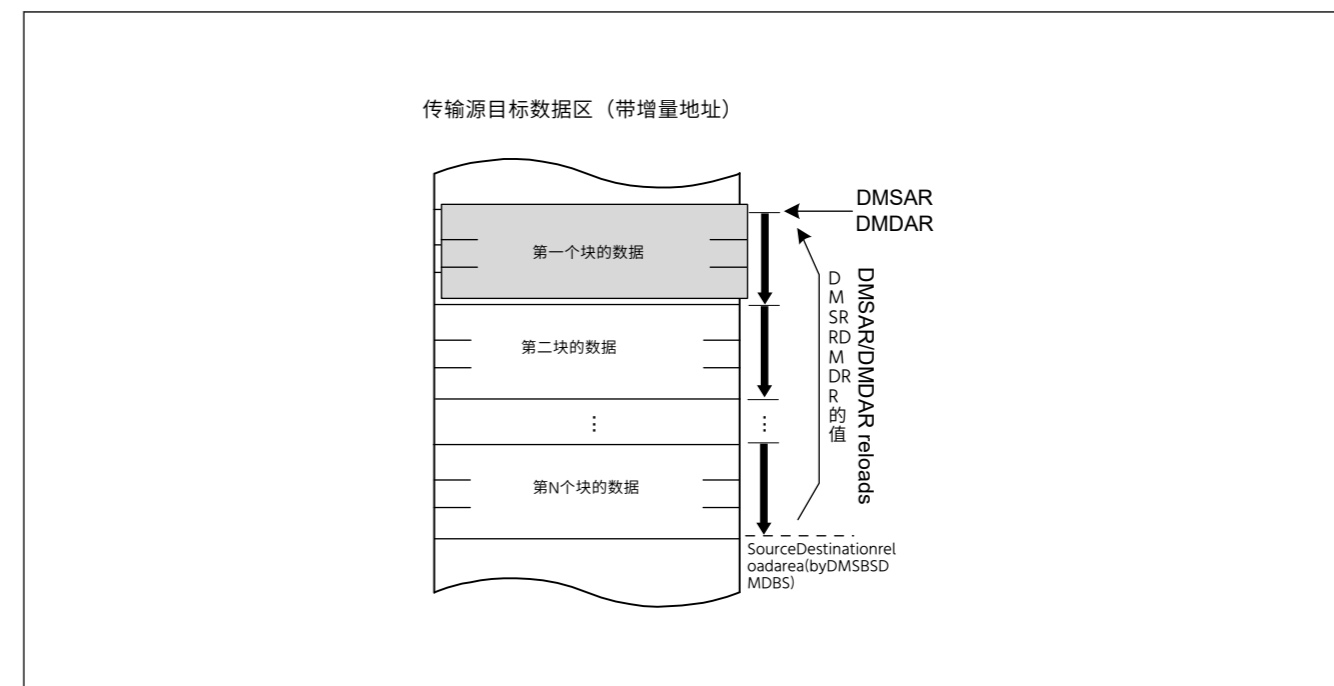 传输源目标数据区（带增量地址）
DMSAR
DMDAR
第一个块的数据
第二块的数据
⋮
⋮
第N个块的数据
D
M
SR
RD
M
DR
R
的
值
DMSAR/DMDAR reloads
SourceDestinationrel
oadarea(byDMSBSD
MDBS)